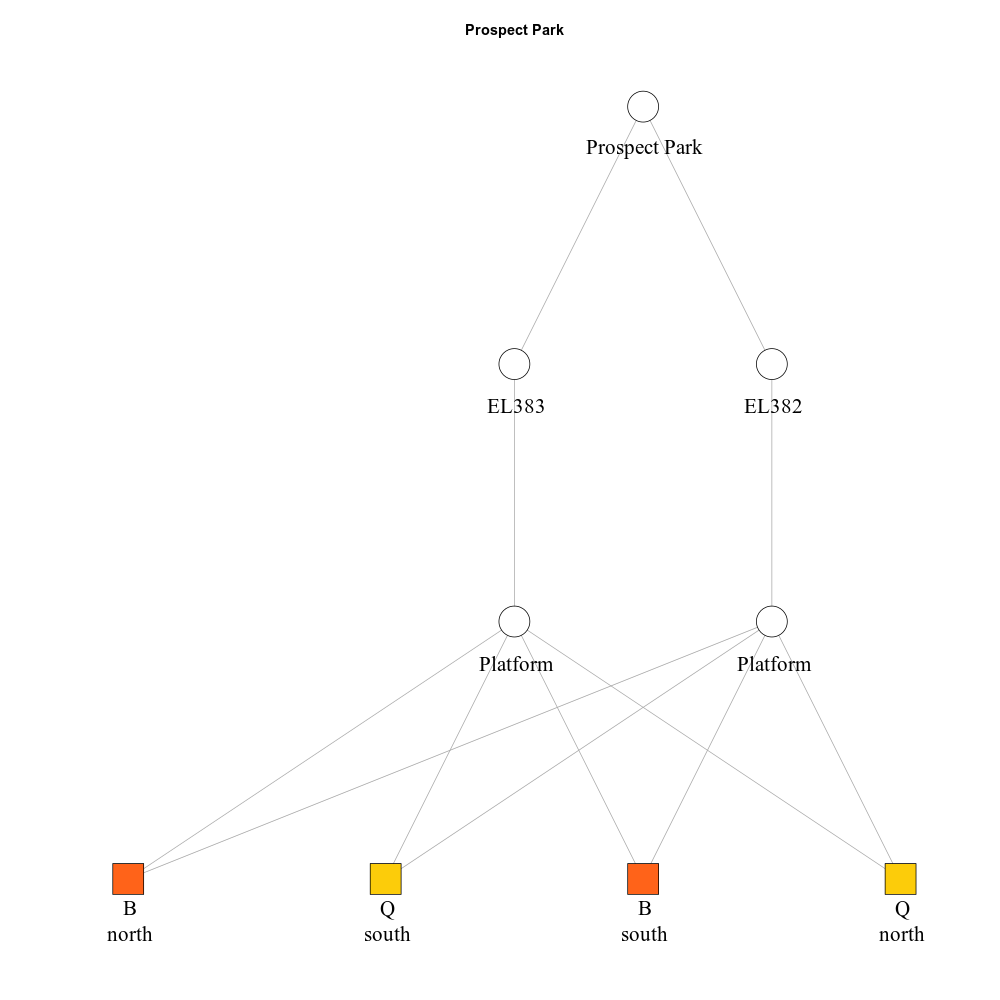 Prospect Park
Prospect Park
EL383
EL382
Platform
Platform
B
north
Q
south
B
south
Q
north